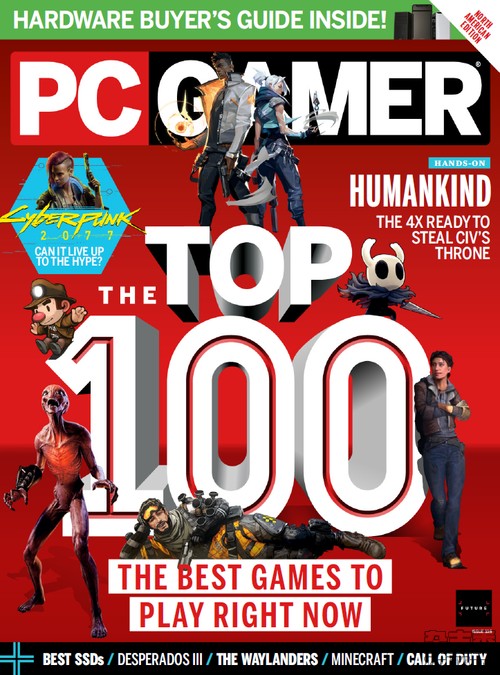 HARDWARE BUYER'S GUIDE INSIDE!
NORTH
AMERICAN
EDITION
PC GAMER®
HANDS-ON
HUMANKIND
THE 4X READY TO
STEAL CIV'S
THRONE
Cyberpunk
2077
CAN IT LIVE UP
TO THE HYPE?
THE TOP
100
THE BEST GAMES TO
PLAY RIGHT NOW
FUTURE
BEST SSDs / DESPERADOS III / THE WAYLANDERS / MINECRAFT / CALL OF DUTY